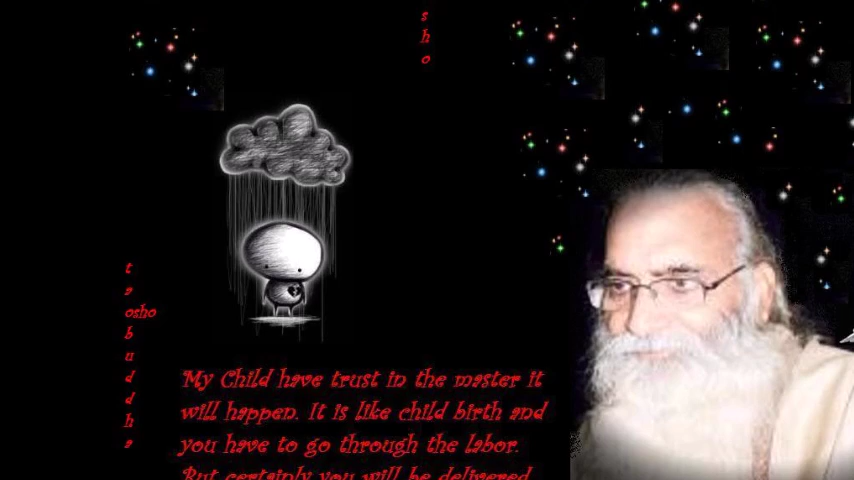 s
h
o
t
a
osho
b
u
d
d
h
a
'My Child have trust in the master it
will happen. It is like child birth and
you have to go through the labor.
But certainly you will be delivered